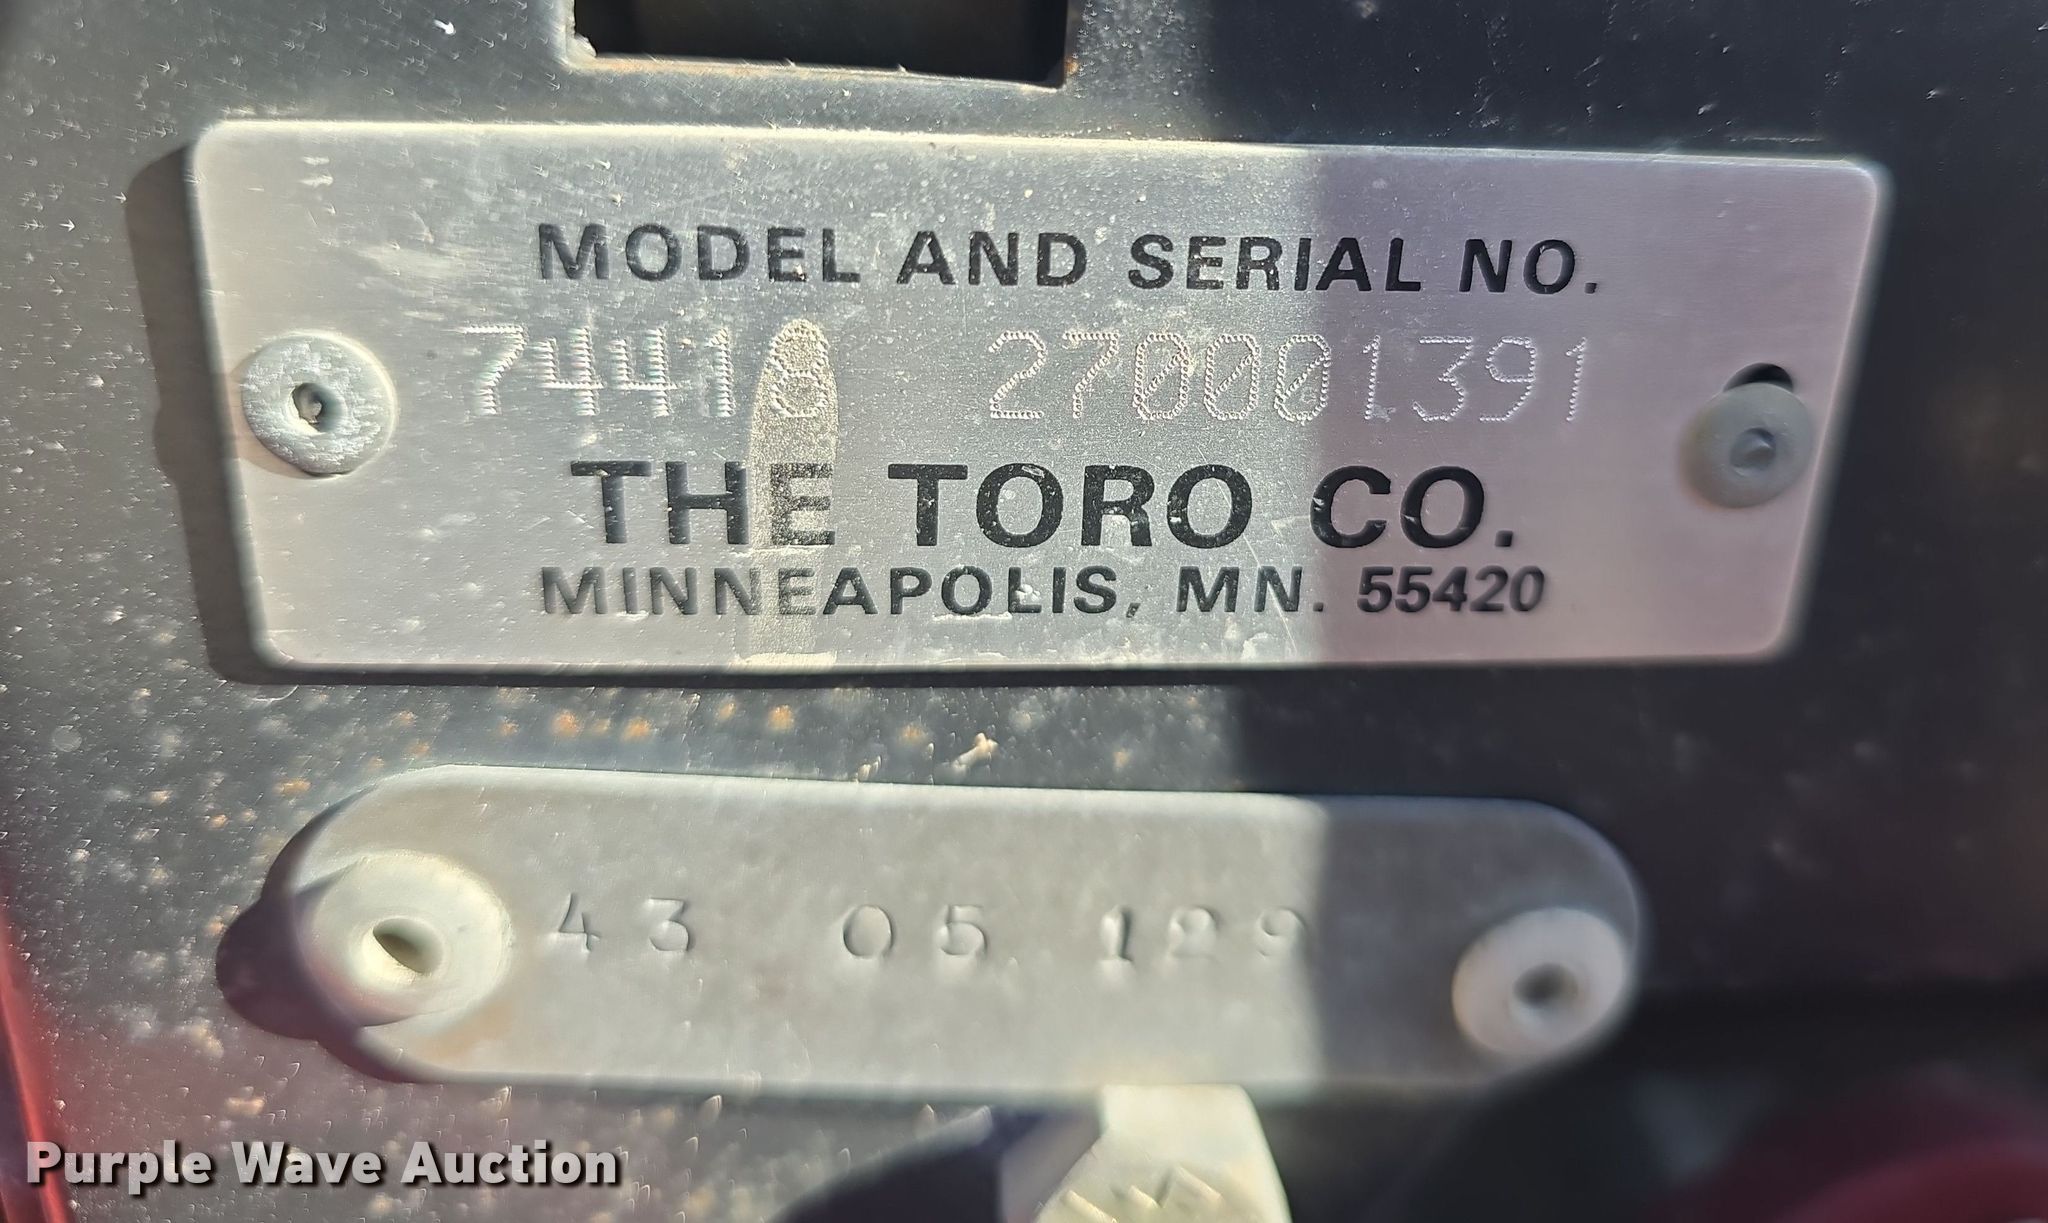 MODEL AND SERIAL NO.
74418 270001391
THE TORO CO.
MINNEAPOLIS, MN. 55420
43 05 129
Purple Wave Auction